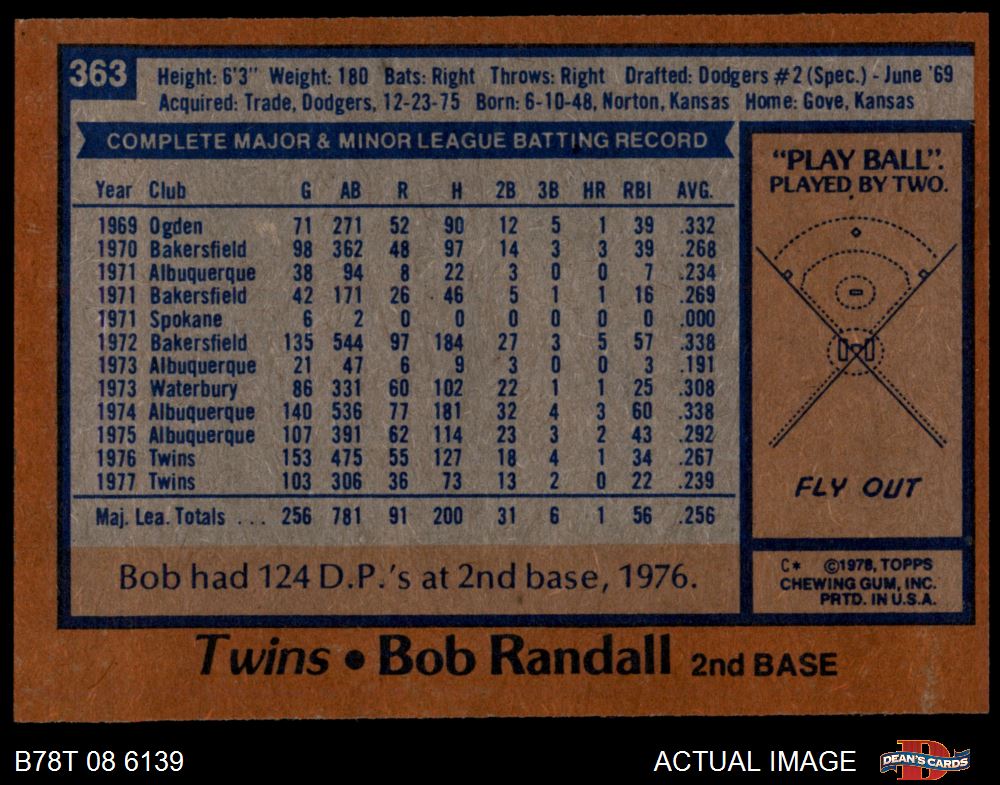 363
Height: 6'3" Weight: 180 Bats: Right Throws: Right Drafted: Dodgers #2 (Spec.) - June '69
Acquired: Trade, Dodgers, 12-23-75 Born: 6-10-48, Norton, Kansas Home: Gove, Kansas
COMPLETE MAJOR & MINOR LEAGUE BATTING RECORD
Year Club G AB R H 2B 3B HR RBI AVG.
1969 Ogden 71 271 52 90 12 5 1 39 .332
1970 Bakersfield 98 362 48 97 14 3 3 39 .268
1971 Albuquerque 38 94 8 22 3 0 0 7 .234
1971 Bakersfield 42 171 26 46 5 1 1 16 .269
1971 Spokane 6 2 0 0 0 0 0 0 .000
1972 Bakersfield 135 544 97 184 27 3 5 57 .338
1973 Albuquerque 21 47 6 9 3 0 0 3 .191
1973 Waterbury 86 331 60 102 22 1 1 25 .308
1974 Albuquerque 140 536 77 181 32 4 3 60 .338
1975 Albuquerque 107 391 62 114 23 3 2 43 .292
1976 Twins 153 475 55 127 18 4 1 34 .267
1977 Twins 103 306 36 73 13 2 0 22 .239
Maj. Lea. Totals ... 256 781 91 200 31 6 1 56 .256
Bob had 124 D.P.'s at 2nd base, 1976.
"PLAY BALL".
PLAYED BY TWO.
FLY OUT
C* ©1978, TOPPS
CHEWING GUM, INC.
PRTD. IN U.S.A.
Twins • Bob Randall 2nd BASE
B78T 08 6139
ACTUAL IMAGE
D
DEAN'S CARDS